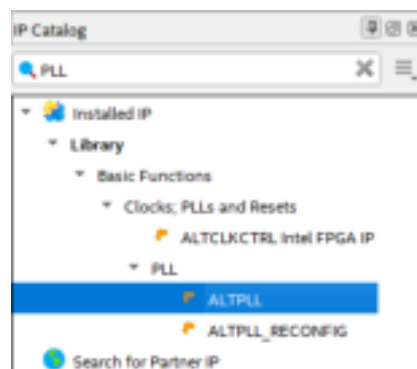 IP Catalog
PLL
Installed IP
Library
Basic Functions
Clocks; PLLs and Resets
ALTCLKCTRL Intel FPGA IP
PLL
ALTPLL
ALTPLL_RECONFIG
Search for Partner IP